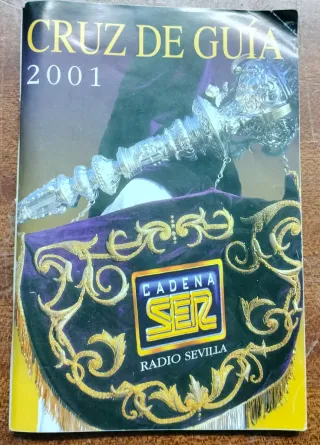 CRUZ DE GUÍA
2001
CADENA
SER
RADIO SEVILLA